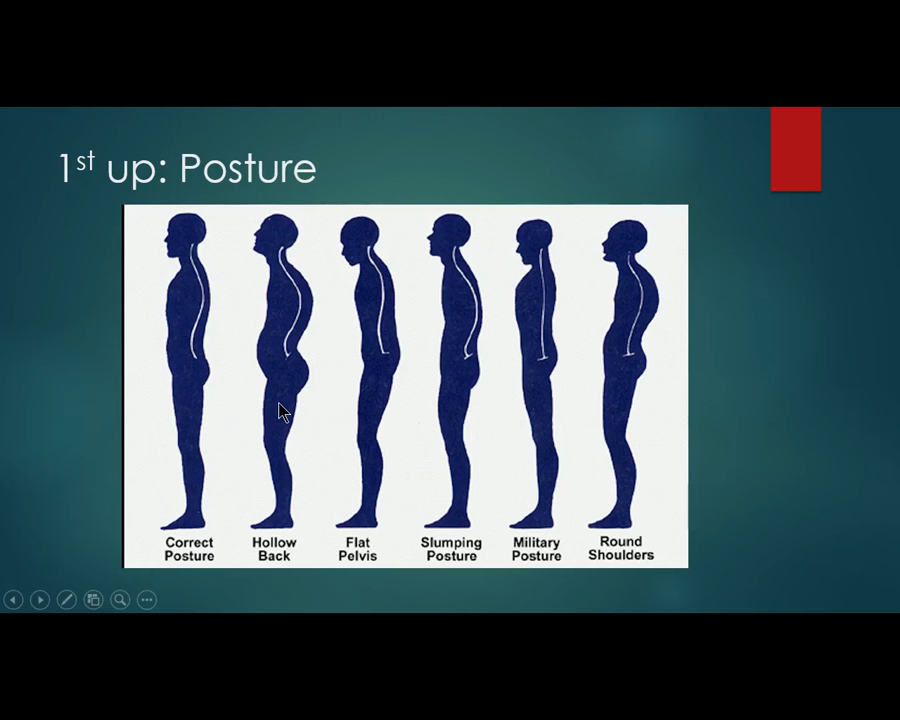 1st up: Posture
Correct Posture
Hollow Back
Flat Pelvis
Slumping Posture
Military Posture
Round Shoulders